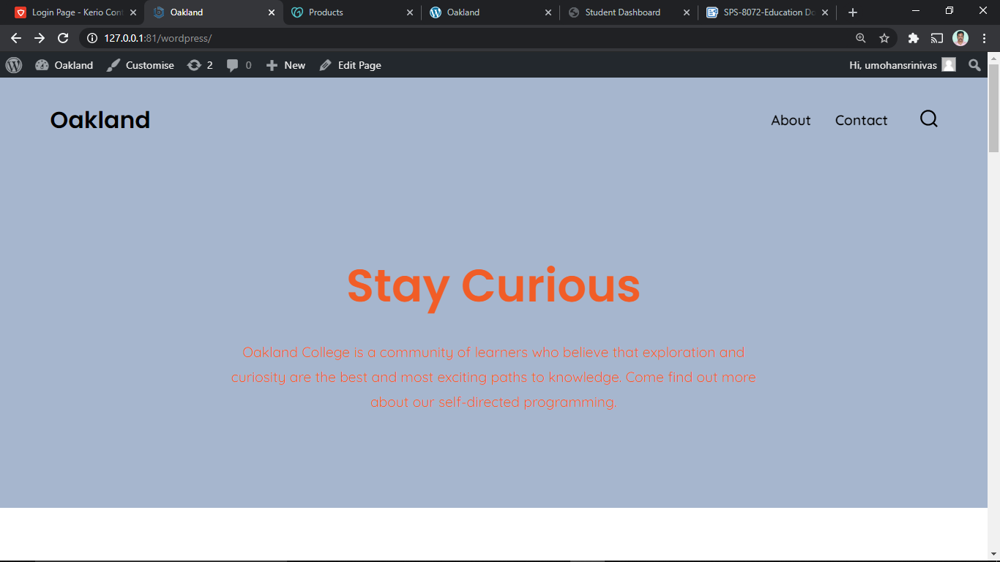 Login Page - Kerio Cont
Oakland
Products
Oakland
Student Dashboard
SPS-8072-Education Do
127.0.0.1:81/wordpress/
Oakland
Customise
2
0
New
Edit Page
Hi, umohansrinivas
Oakland
About
Contact
Stay Curious
Oakland College is a community of learners who believe that exploration and
curiosity are the best and most exciting paths to knowledge. Come find out more
about our self-directed programming.